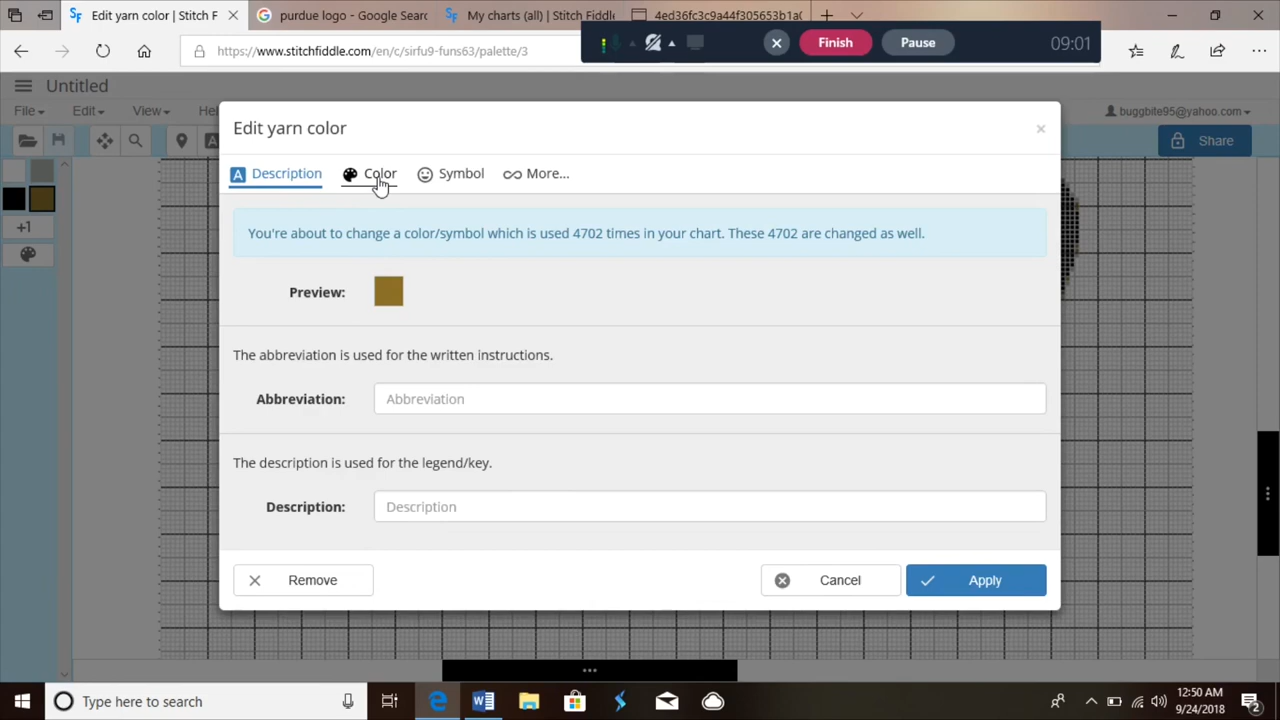 Edit yarn color | Stitch F
purdue logo - Google Searc
My charts (all) | Stitch Fiddle
4ed36fc3c9a44f305653b1a0
https://www.stitchfiddle.com/en/c/sirfu9-funs63/palette/3
Finish
Pause
09:01
Untitled
File
Edit
View
Hel
buggbite95@yahoo.com
Share
+1
Edit yarn color
×
A Description
Color
Symbol
More...
You're about to change a color/symbol which is used 4702 times in your chart. These 4702 are changed as well.
Preview:
The abbreviation is used for the written instructions.
Abbreviation:
Abbreviation
The description is used for the legend/key.
Description:
Description
Remove
Cancel
Apply
Type here to search
12:50 AM
9/24/2018
2